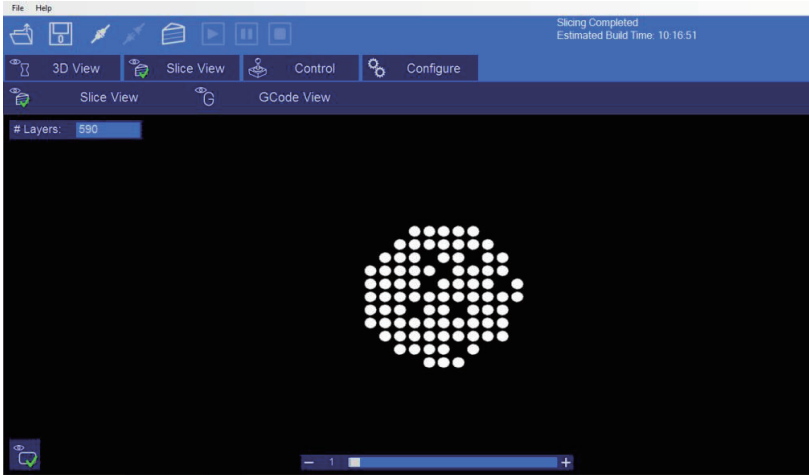 File Help
Slicing Completed
Estimated Build Time: 10:16:51
3D View Slice View Control Configure
Slice View G GCode View
# Layers: 590
1